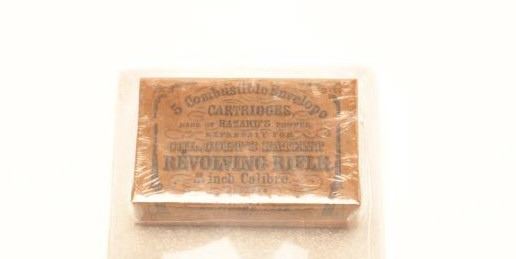 5 Combustible Envelope
CARTRIDGES,
MADE OF HAZARD'S POWDER
EXPRESSLY FOR
COL. COLT'S PATENT
REVOLVING RIFLE,
inch Calibre.